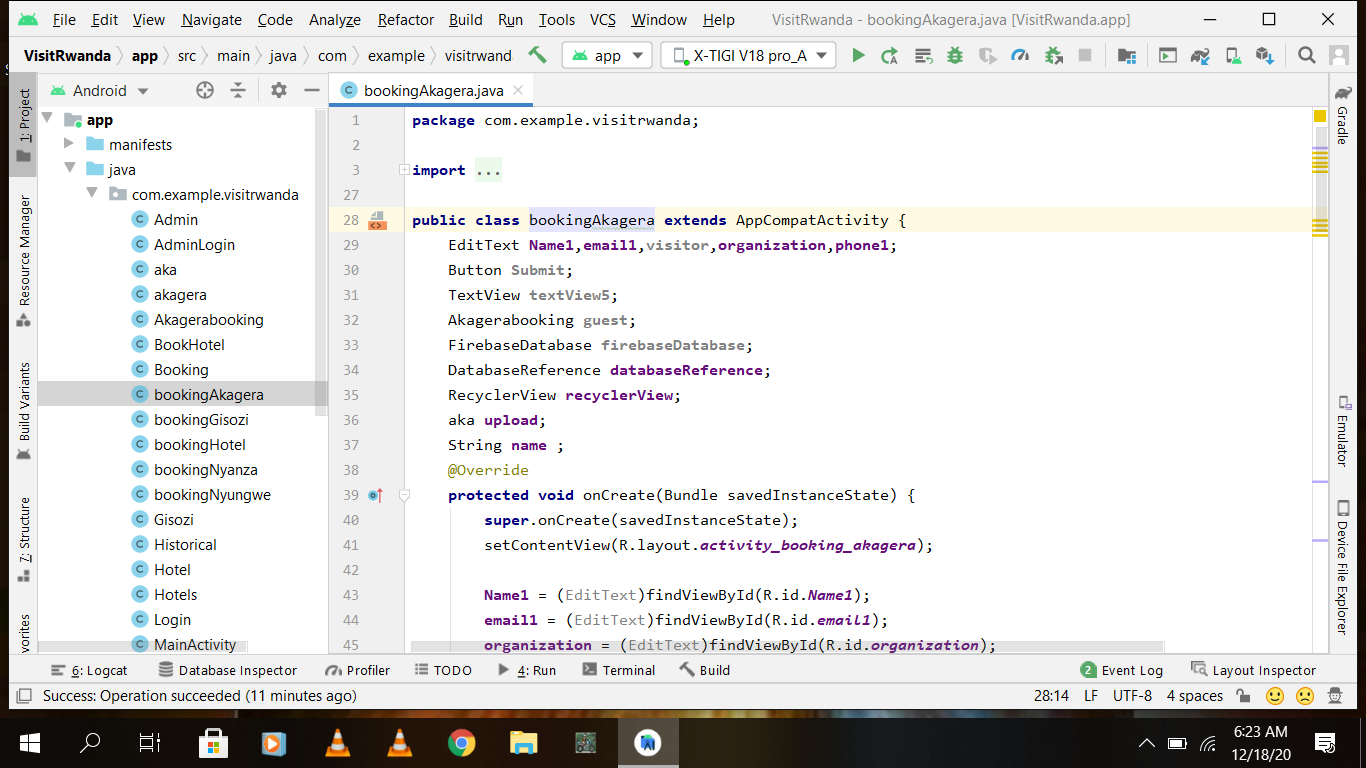 File Edit View Navigate Code Analyze Refactor Build Run Tools VCS Window Help VisitRwanda - bookingAkagera.java [VisitRwanda.app]
VisitRwanda app src main java com example visitrwand app X-TIGI V18 pro_A
Android bookingAkagera.java
1: Project
Resource Manager
Build Variants
7: Structure
vorites
app
manifests
java
com.example.visitrwanda
Admin
AdminLogin
aka
akagera
Akagerabooking
BookHotel
Booking
bookingAkagera
bookingGisozi
bookingHotel
bookingNyanza
bookingNyungwe
Gisozi
Historical
Hotel
Hotels
Login
MainActivity
1 package com.example.visitrwanda;
2
3 import ...
27
28 public class bookingAkagera extends AppCompatActivity {
29 EditText Name1,email1,visitor,organization,phone1;
30 Button Submit;
31 TextView textView5;
32 Akagerabooking guest;
33 FirebaseDatabase firebaseDatabase;
34 DatabaseReference databaseReference;
35 RecyclerView recyclerView;
36 aka upload;
37 String name ;
38 @Override
39 protected void onCreate(Bundle savedInstanceState) {
40 super.onCreate(savedInstanceState);
41 setContentView(R.layout.activity_booking_akagera);
42
43 Name1 = (EditText)findViewById(R.id.Name1);
44 email1 = (EditText)findViewById(R.id.email1);
45 organization = (EditText)findViewById(R.id.organization);
Gradle
Emulator
Device File Explorer
6: Logcat Database Inspector Profiler TODO 4: Run Terminal Build 2 Event Log Layout Inspector
Success: Operation succeeded (11 minutes ago) 28:14 LF UTF-8 4 spaces
6:23 AM
12/18/20